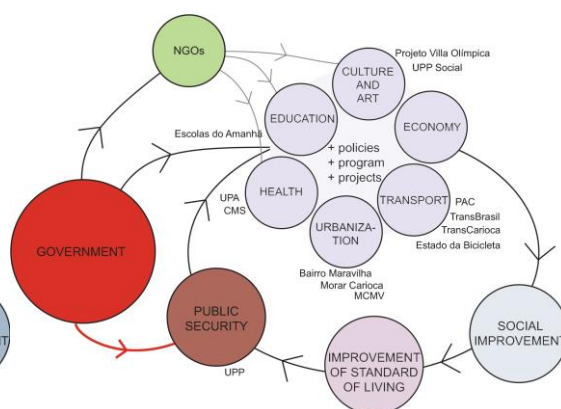 NGOs
Projeto Villa Olímpica
UPP Social
CULTURE
AND
ART
EDUCATION
ECONOMY
Escolas do Amanhã
+ policies
+ program
+ projects
HEALTH
TRANSPORT
UPA
CMS
PAC
TransBrasil
TransCarioca
Estado da Bicicleta
URBANIZA-
TION
Bairro Maravilha
Morar Carioca
MCMV
GOVERNMENT
PUBLIC
SECURITY
UPP
IMPROVEMENT
OF STANDARD
OF LIVING
SOCIAL
IMPROVEMENT